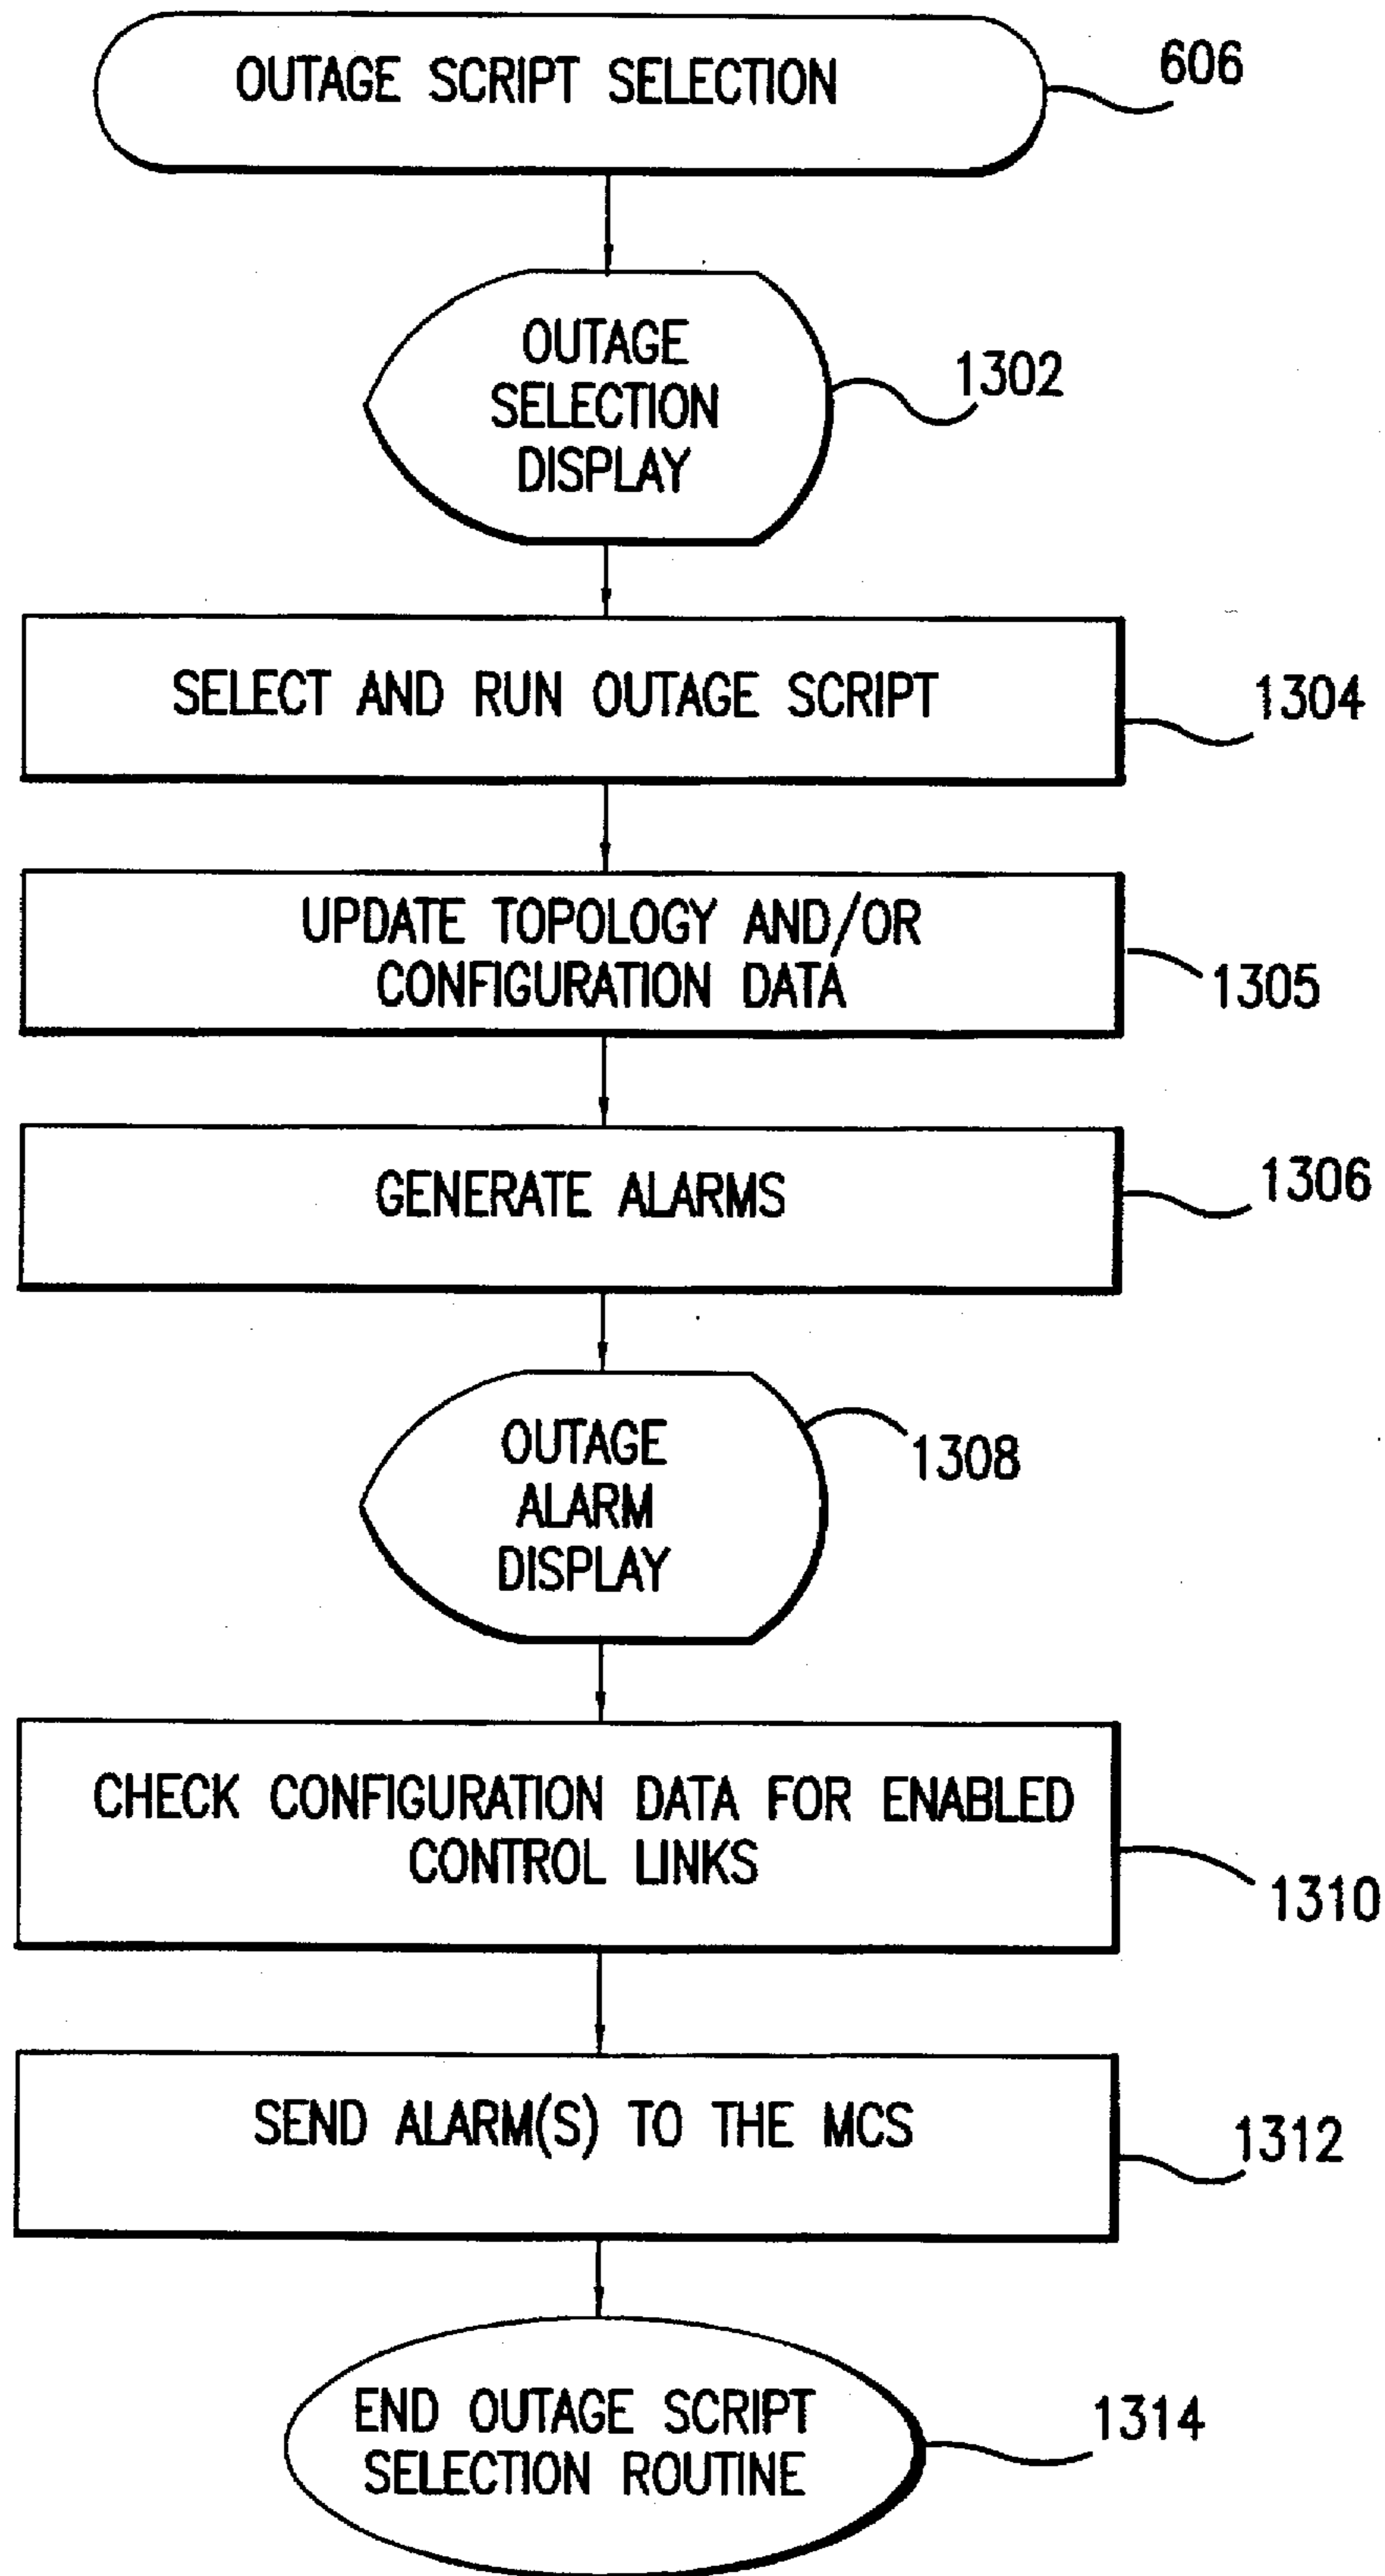 OUTAGE SCRIPT SELECTION
606
OUTAGE
SELECTION
DISPLAY
1302
SELECT AND RUN OUTAGE SCRIPT
1304
UPDATE TOPOLOGY AND/OR
CONFIGURATION DATA
1305
GENERATE ALARMS
1306
OUTAGE
ALARM
DISPLAY
1308
CHECK CONFIGURATION DATA FOR ENABLED
CONTROL LINKS
1310
SEND ALARM(S) TO THE MCS
1312
END OUTAGE SCRIPT
SELECTION ROUTINE
1314